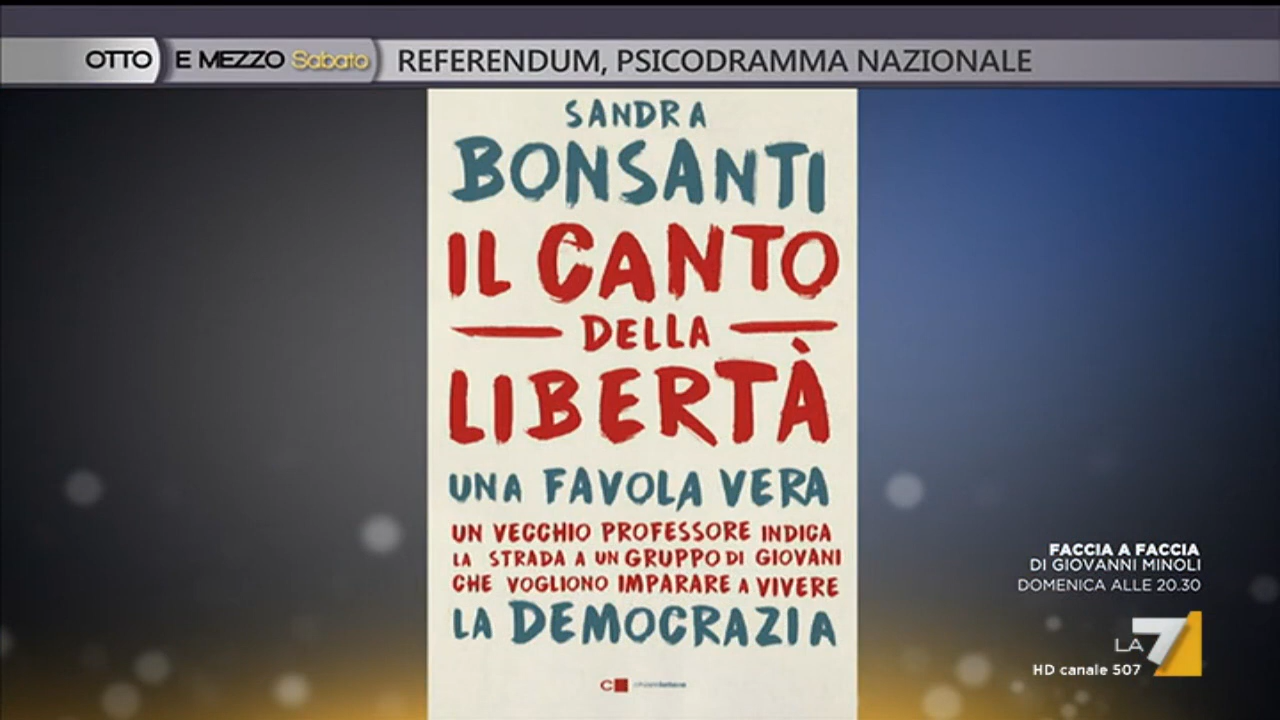 OTTO E MEZZO Sabato REFERENDUM, PSICODRAMMA NAZIONALE
SANDRA
BONSANTI
IL CANTO
DELLA
LIBERTÀ
UNA FAVOLA VERA
UN VECCHIO PROFESSORE INDICA
LA STRADA A UN GRUPPO DI GIOVANI
CHE VOGLIONO IMPARARE A VIVERE
LA DEMOCRAZIA
FACCIA A FACCIA
DI GIOVANNI MINOLI
DOMENICA ALLE 20.30
LA7
HD canale 507